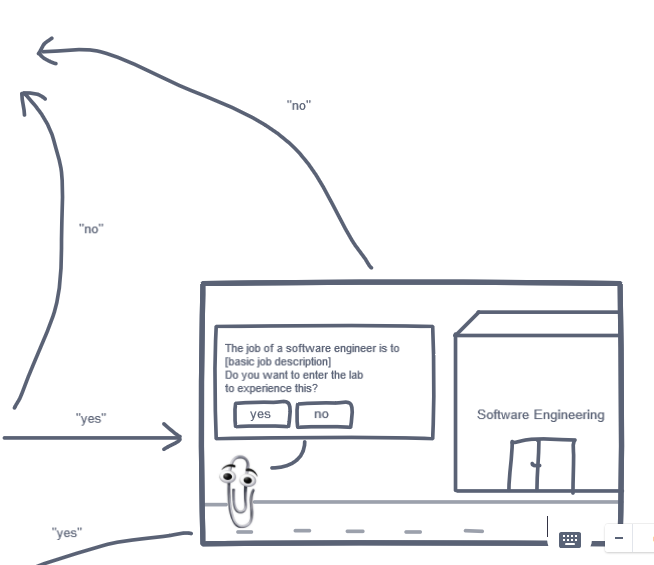 "no"
"no"
The job of a software engineer is to
[basic job description]
Do you want to enter the lab
to experience this?
yes no
"yes"
Software Engineering
"yes"